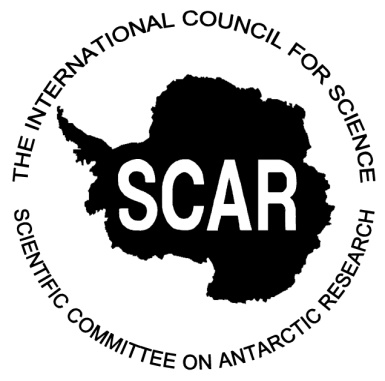 THE INTERNATIONAL COUNCIL FOR SCIENCE
SCAR
SCIENTIFIC COMMITTEE ON ANTARCTIC RESEARCH